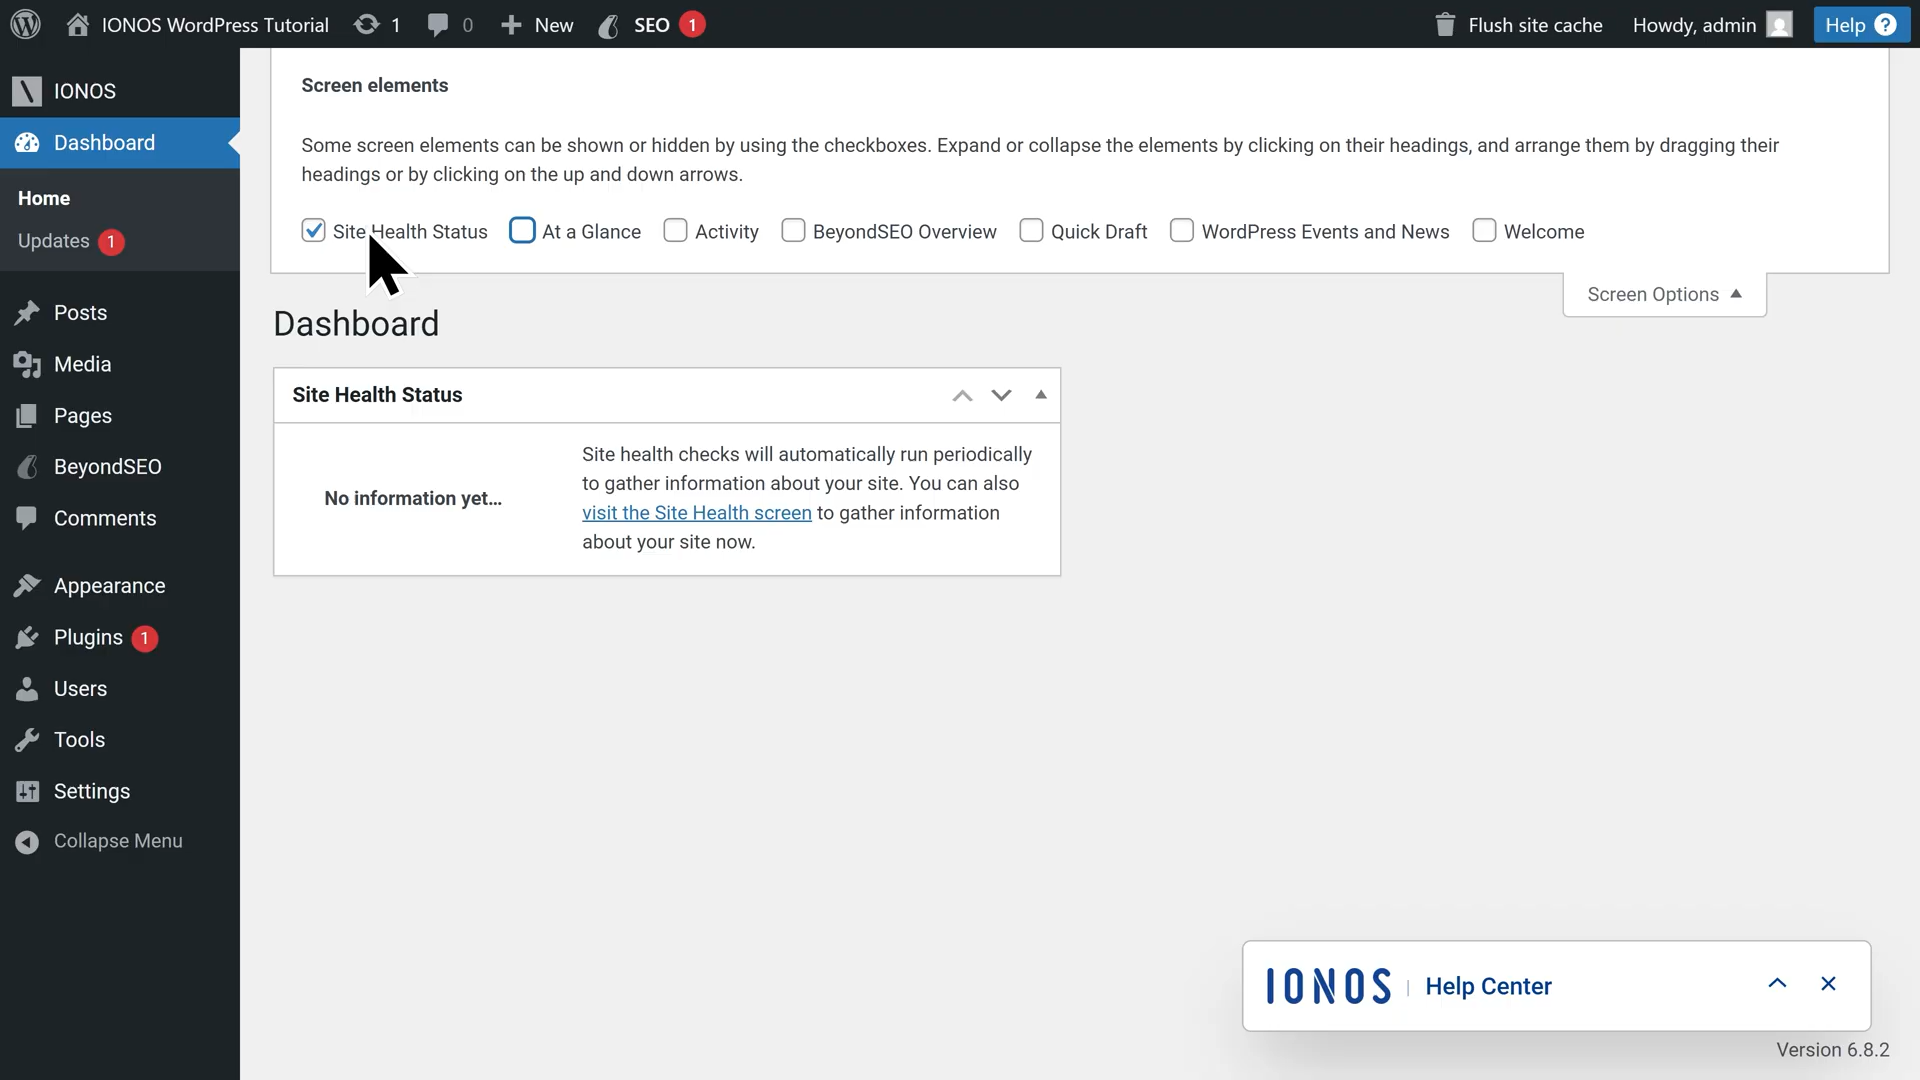 IONOS WordPress Tutorial 1 0 New SEO 1 Flush site cache Howdy, admin Help ?
IONOS
Dashboard
Home
Updates 1
Posts
Media
Pages
BeyondSEO
Comments
Appearance
Plugins 1
Users
Tools
Settings
Collapse Menu
Screen elements
Some screen elements can be shown or hidden by using the checkboxes. Expand or collapse the elements by clicking on their headings, and arrange them by dragging their
headings or by clicking on the up and down arrows.
Site Health Status At a Glance Activity BeyondSEO Overview Quick Draft WordPress Events and News Welcome
Screen Options
Dashboard
Site Health Status
No information yet...
Site health checks will automatically run periodically
to gather information about your site. You can also
visit the Site Health screen to gather information
about your site now.
IONOS | Help Center
Version 6.8.2